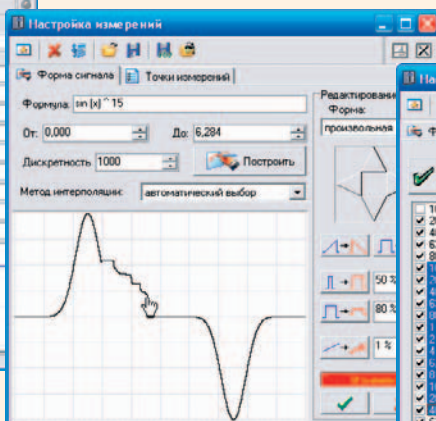 Настройка измерений
Форма сигнала
Точки измерений
Формула: sin [x] ^ 15
От: 0,000
До: 6,284
Дискретность 1000
Построить
Метод интерполяции: автоматический выбор
Редактирование
Форма:
произвольная
50 %
80 %
1 %
На